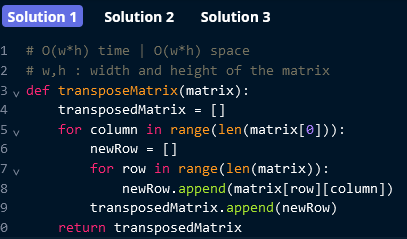 Solution 1 Solution 2 Solution 3
1 # O(w*h) time | O(w*h) space
2 # w,h : width and height of the matrix
3 def transposeMatrix(matrix):
4     transposedMatrix = []
5     for column in range(len(matrix[0])):
6         newRow = []
7         for row in range(len(matrix)):
8             newRow.append(matrix[row][column])
9         transposedMatrix.append(newRow)
0     return transposedMatrix